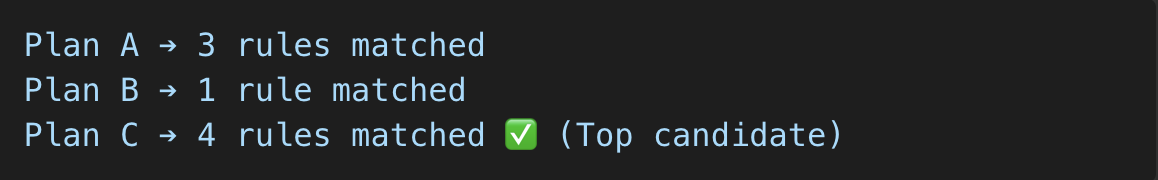 Plan A → 3 rules matched
Plan B → 1 rule matched
Plan C → 4 rules matched ✅ (Top candidate)